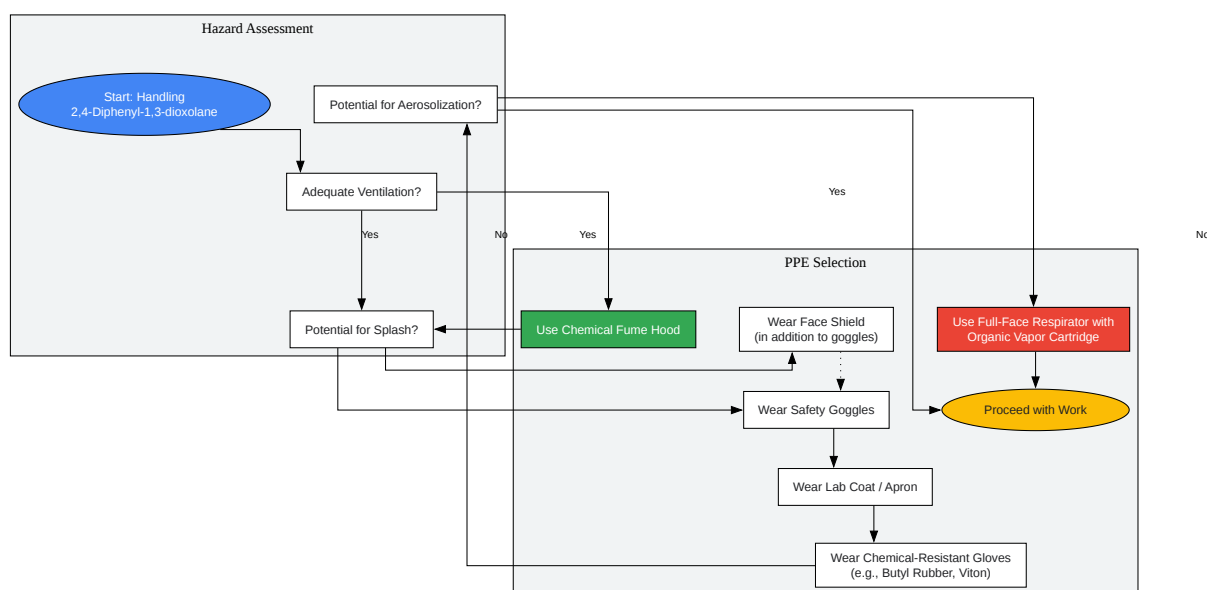 Hazard Assessment
Start: Handling
2,4-Diphenyl-1,3-dioxolane
Potential for Aerosolization?
Adequate Ventilation?
Yes
Yes
No
Yes
No
PPE Selection
Potential for Splash?
Use Chemical Fume Hood
Wear Face Shield
(in addition to goggles)
Use Full-Face Respirator with
Organic Vapor Cartridge
Wear Safety Goggles
Proceed with Work
Wear Lab Coat / Apron
Wear Chemical-Resistant Gloves
(e.g., Butyl Rubber, Viton)